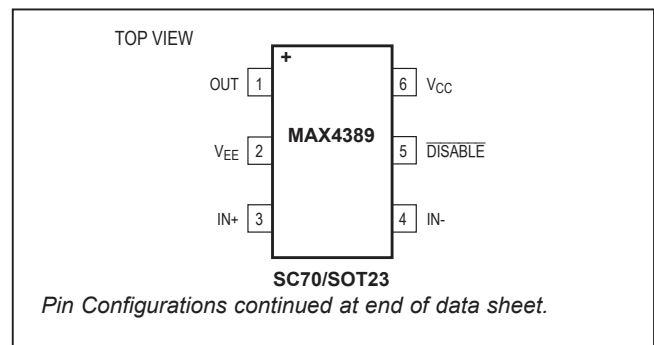 TOP VIEW
+
OUT 1
6 VCC
MAX4389
VEE 2
5 DISABLE
IN+ 3
4 IN-
SC70/SOT23
Pin Configurations continued at end of data sheet.